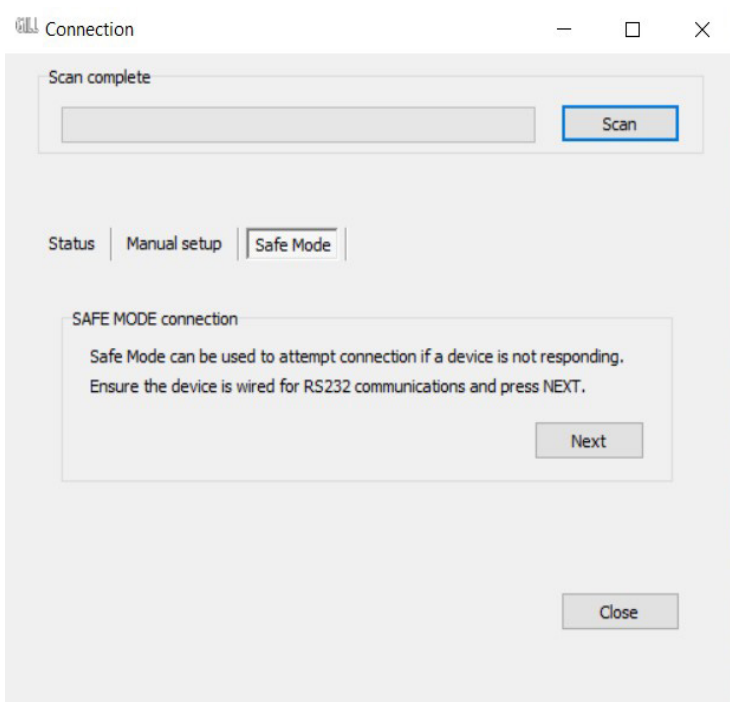 GILL Connection
Scan complete
Scan
Status Manual setup Safe Mode
SAFE MODE connection
Safe Mode can be used to attempt connection if a device is not responding.
Ensure the device is wired for RS232 communications and press NEXT.
Next
Close